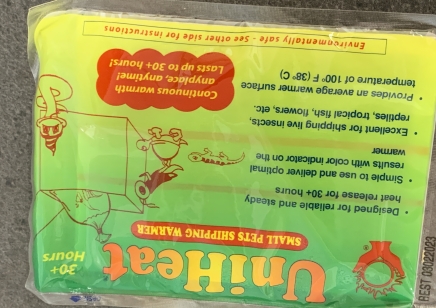 UniHeat
30+
Hours
SMALL PETS SHIPPING WARMER
• Designed for reliable and steady
heat release for 30+ hours
• Simple to use and deliver optimal
results with color indicator on the
warmer
• Excellent for shipping live insects,
reptiles, tropical fish, flowers, etc.
• Provides an average warmer surface
temperature of 100° F (38° C)
Continuous warmth
anyplace, anytime!
Lasts up to 30+ hours!
Environmentally safe - See other side for instructions
BEST 03022023